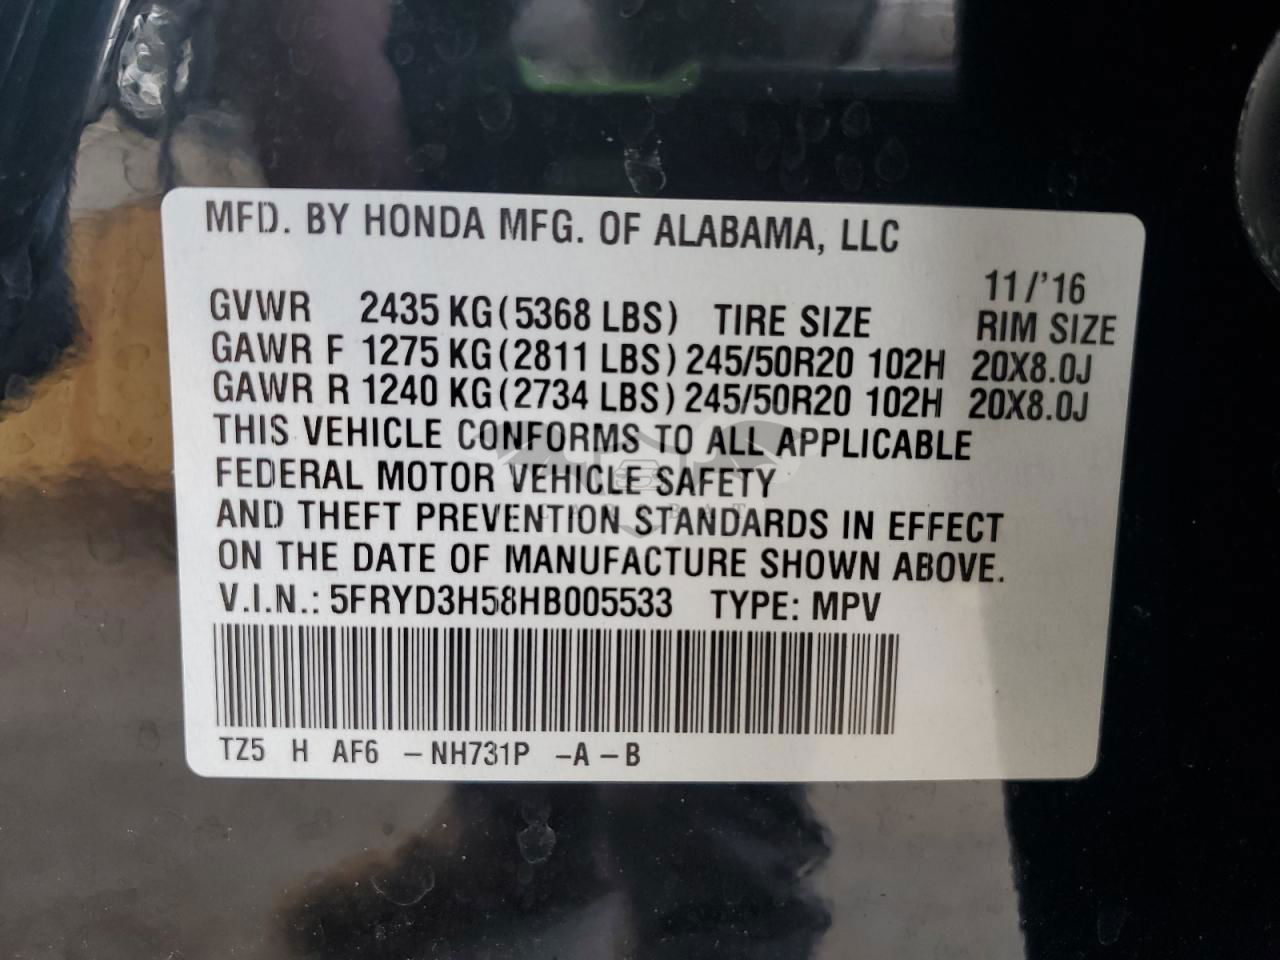 MFD. BY HONDA MFG. OF ALABAMA, LLC
11/'16
GVWR 2435 KG (5368 LBS) TIRE SIZE RIM SIZE
GAWR F 1275 KG (2811 LBS) 245/50R20 102H 20X8.0J
GAWR R 1240 KG (2734 LBS) 245/50R20 102H 20X8.0J
THIS VEHICLE CONFORMS TO ALL APPLICABLE
FEDERAL MOTOR VEHICLE SAFETY
AND THEFT PREVENTION STANDARDS IN EFFECT
ON THE DATE OF MANUFACTURE SHOWN ABOVE.
V.I.N.: 5FRYD3H58HB005533 TYPE: MPV
TZ5 H AF6 – NH731P –A – B